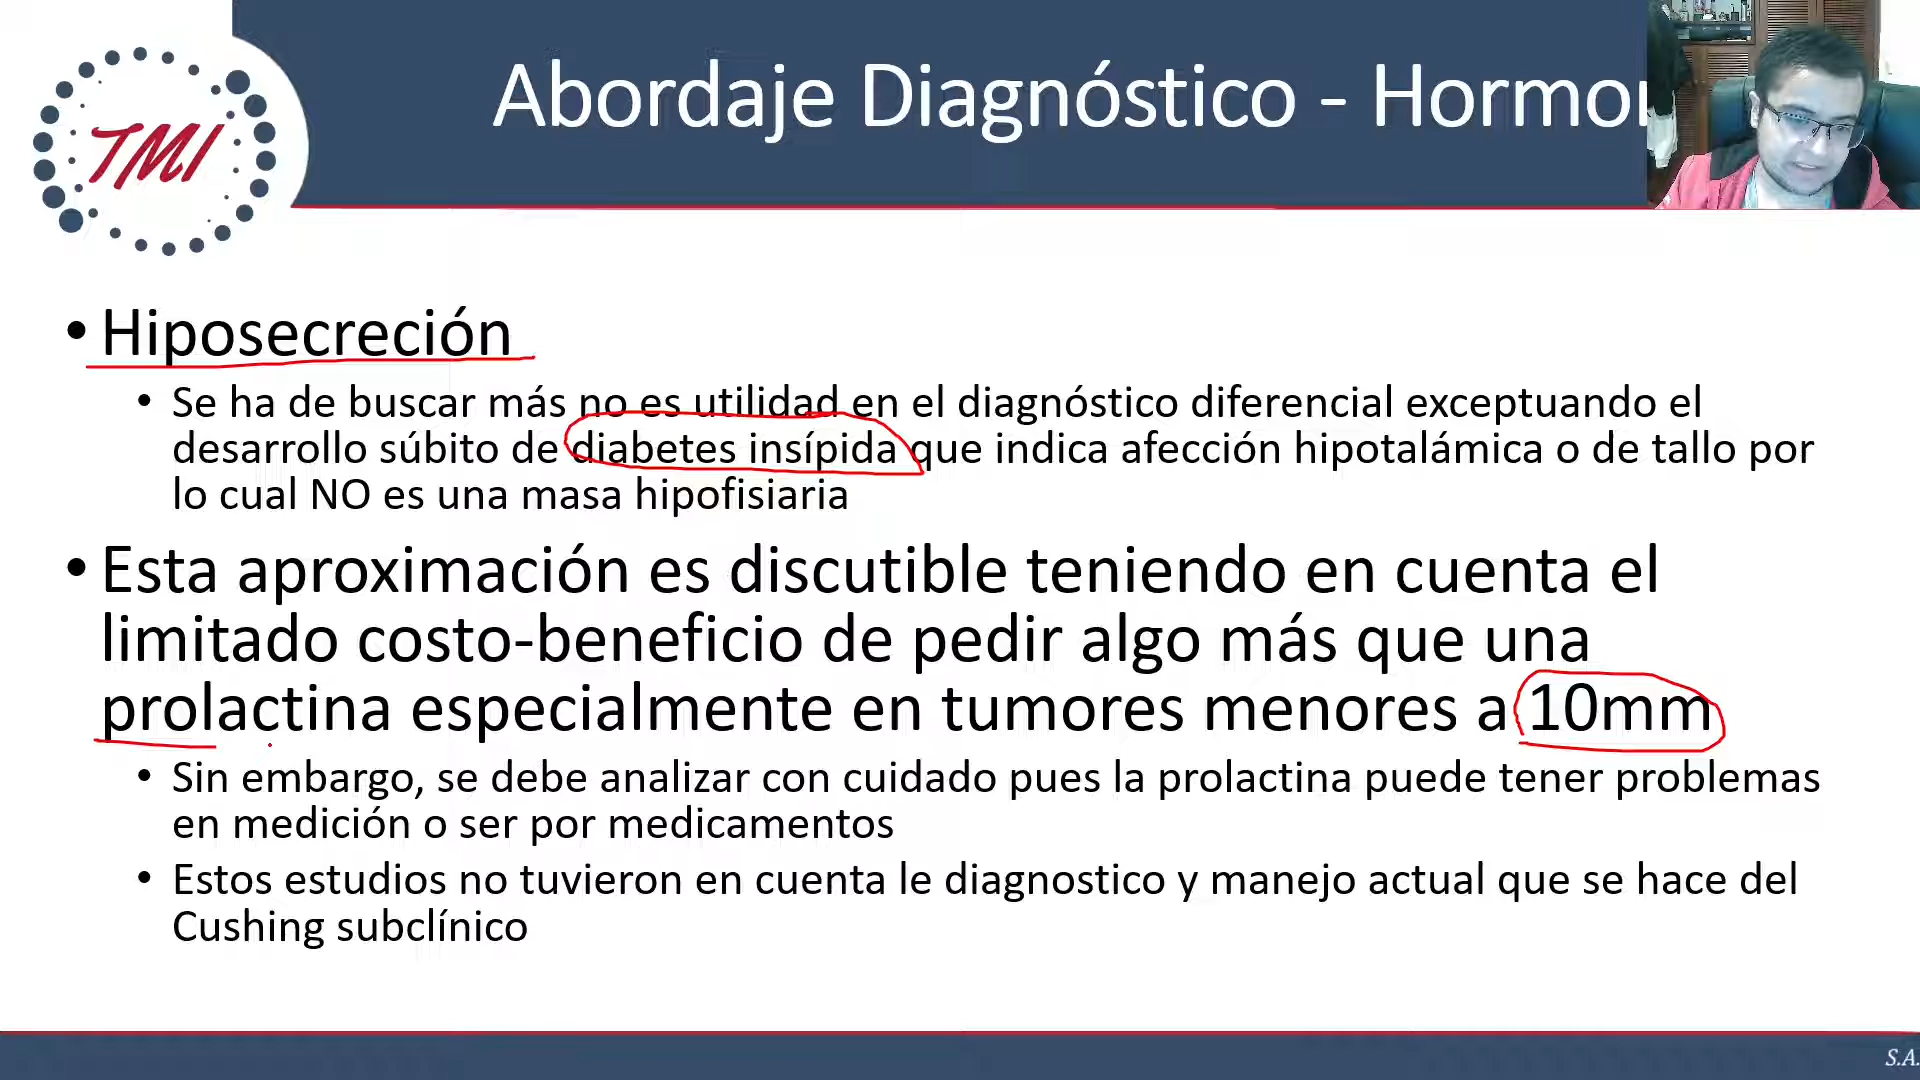 TMI
Abordaje Diagnóstico - Hormo
• Hiposecreción
• Se ha de buscar más no es utilidad en el diagnóstico diferencial exceptuando el
desarrollo súbito de diabetes insípida que indica afección hipotalámica o de tallo por
lo cual NO es una masa hipofisiaria
• Esta aproximación es discutible teniendo en cuenta el
limitado costo-beneficio de pedir algo más que una
prolactina especialmente en tumores menores a 10mm
• Sin embargo, se debe analizar con cuidado pues la prolactina puede tener problemas
en medición o ser por medicamentos
• Estos estudios no tuvieron en cuenta le diagnostico y manejo actual que se hace del
Cushing subclínico
S.A.